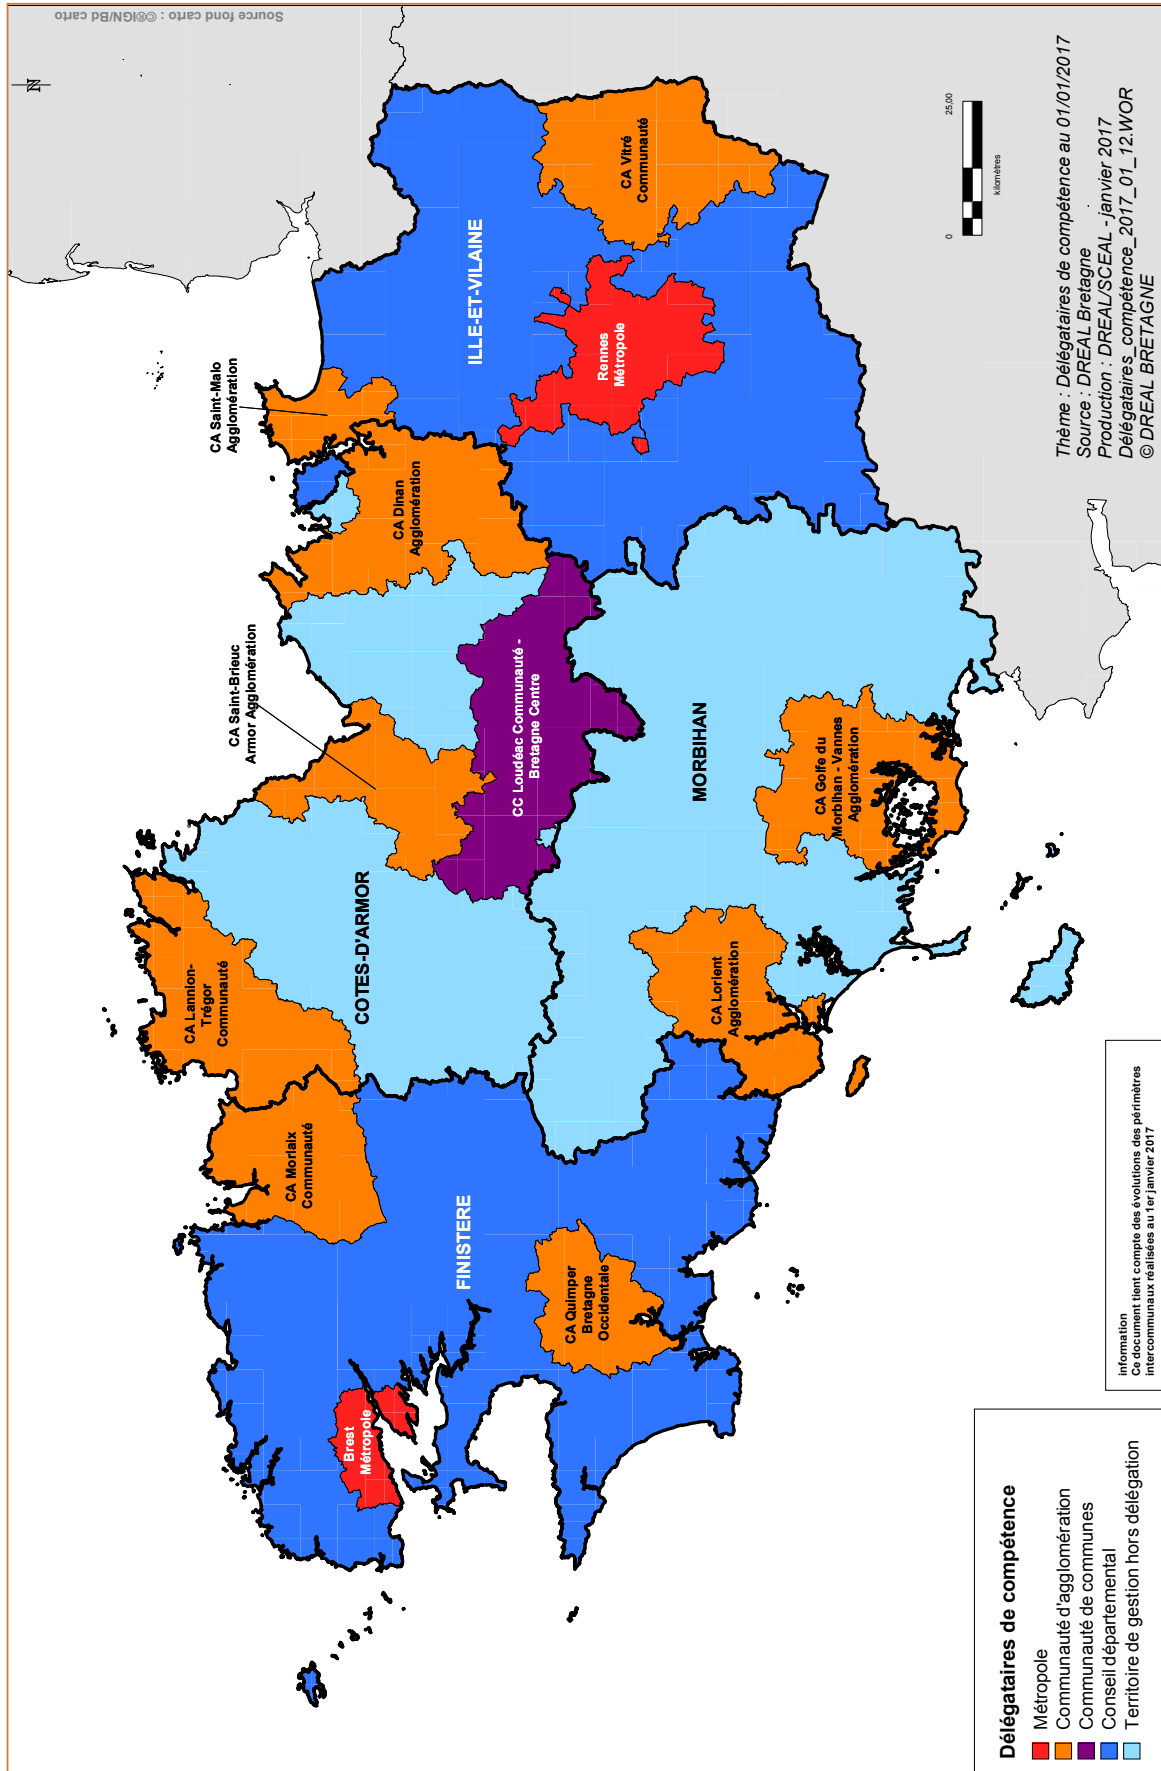 Source fond carto : ©®IGN/Bd carto
N
CA Lannion-
Trégor
Communauté
CA Saint-Brieuc
Armor Agglomération
CA Saint-Malo
Agglomération
CA Morlaix
Communauté
COTES-D'ARMOR
CA Dinan
Agglomération
ILLE-ET-VILAINE
Brest
Métropole
FINISTERE
CC Loudéac Communauté -
Bretagne Centre
Rennes
Métropole
CA Vitré
Communauté
CA Quimper
Bretagne
Occidentale
CA Lorient
Agglomération
MORBIHAN
CA Golfe du
Morbihan - Vannes
Agglomération
0
25,00
kilomètres
Délégataires de compétence
Métropole
Communauté d'agglomération
Communauté de communes
Conseil départemental
Territoire de gestion hors délégation
information
Ce document tient compte des évolutions des périmètres
intercommunaux réalisées au 1er janvier 2017
Thème : Délégataires de compétence au 01/01/2017
Source : DREAL Bretagne
Production : DREAL/SCEAL - janvier 2017
Délégataires_compétence_2017_01_12.WOR
© DREAL BRETAGNE